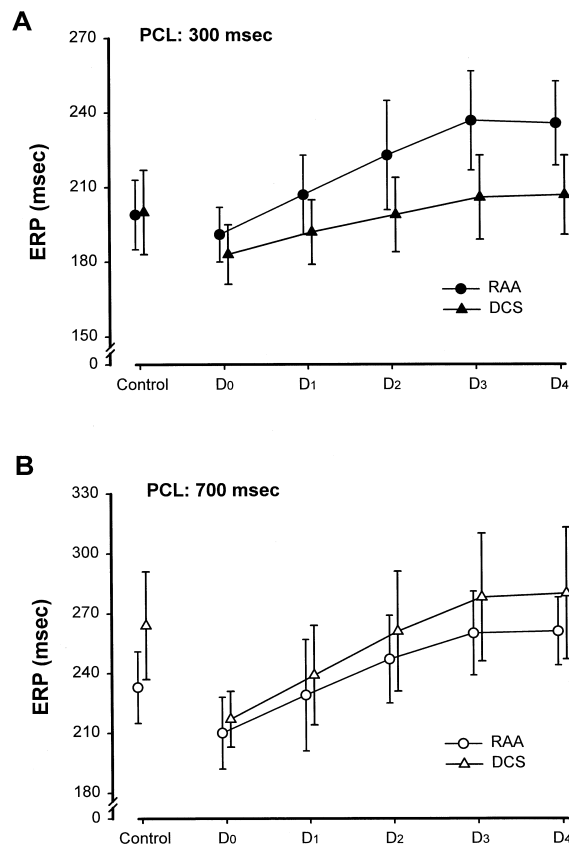 A
PCL: 300 msec
270
240
210
180
150
0
ERP (msec)
RAA
DCS
Control D0 D1 D2 D3 D4
B
PCL: 700 msec
330
300
270
240
210
180
0
ERP (msec)
RAA
DCS
Control D0 D1 D2 D3 D4